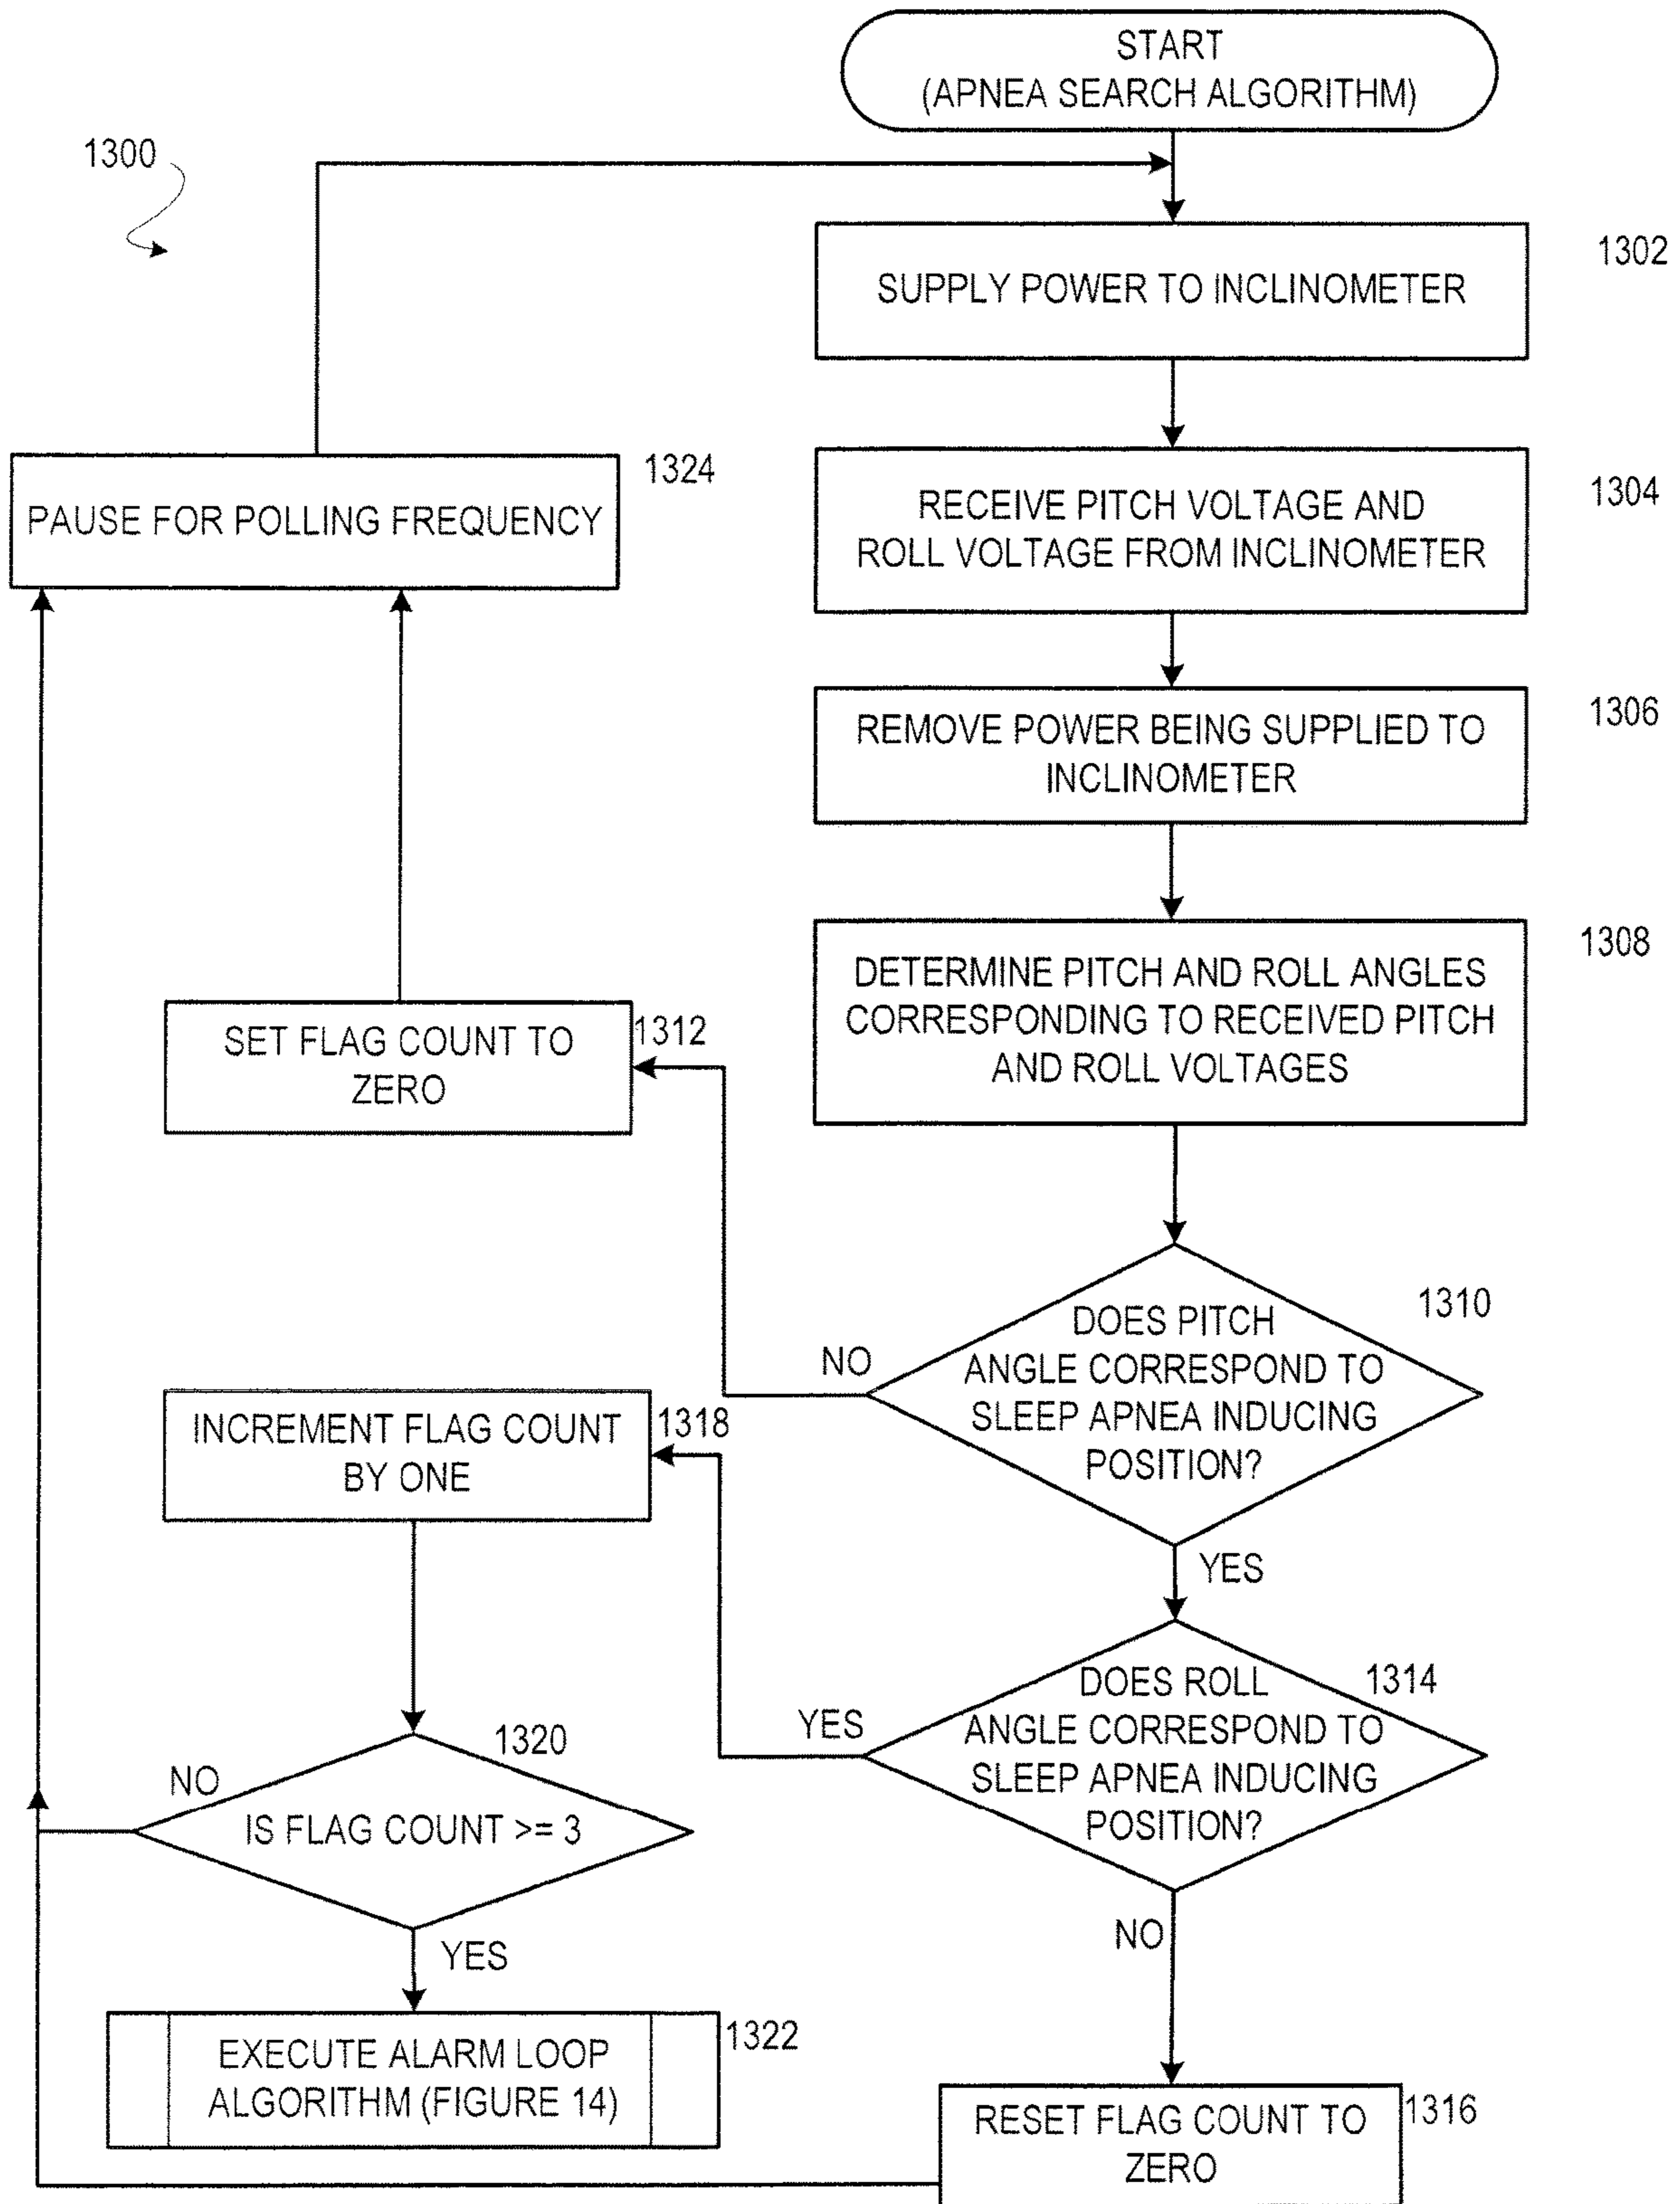 START
(APNEA SEARCH ALGORITHM)
1300
1302
SUPPLY POWER TO INCLINOMETER
1324
PAUSE FOR POLLING FREQUENCY
1304
RECEIVE PITCH VOLTAGE AND
ROLL VOLTAGE FROM INCLINOMETER
1306
REMOVE POWER BEING SUPPLIED TO
INCLINOMETER
1308
DETERMINE PITCH AND ROLL ANGLES
CORRESPONDING TO RECEIVED PITCH
AND ROLL VOLTAGES
1312
SET FLAG COUNT TO
ZERO
1310
DOES PITCH
ANGLE CORRESPOND TO
SLEEP APNEA INDUCING
POSITION?
NO
YES
1318
INCREMENT FLAG COUNT
BY ONE
1314
DOES ROLL
ANGLE CORRESPOND TO
SLEEP APNEA INDUCING
POSITION?
YES
NO
1320
NO
IS FLAG COUNT >= 3
YES
1322
EXECUTE ALARM LOOP
ALGORITHM (FIGURE 14)
1316
RESET FLAG COUNT TO
ZERO